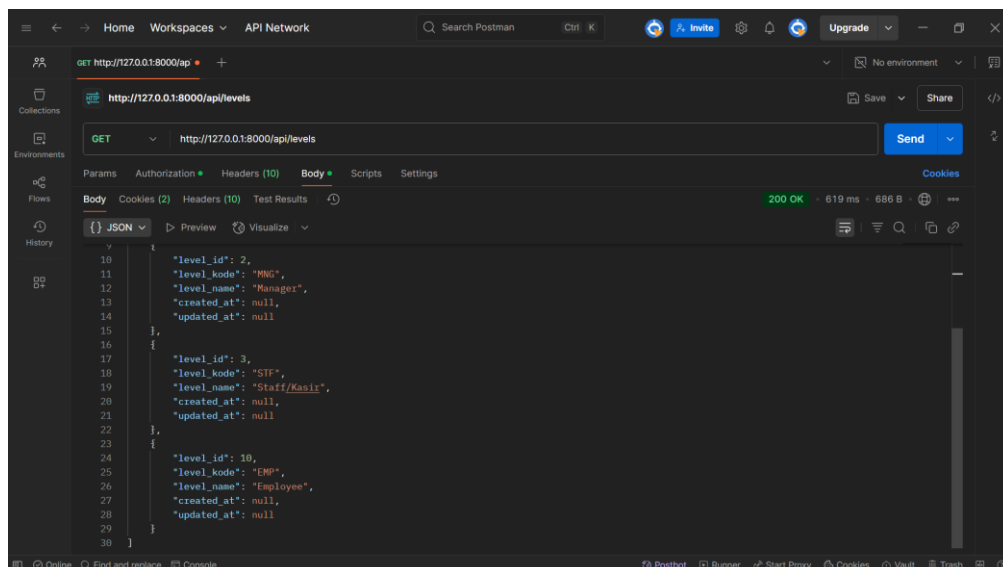 Home Workspaces API Network Search Postman Ctrl K Invite Upgrade
GET http://127.0.0.1:8000/ap No environment
HTTP http://127.0.0.1:8000/api/levels Save Share
Collections
GET http://127.0.0.1:8000/api/levels Send
Environments
Params Authorization Headers (10) Body Scripts Settings Cookies
Flows
Body Cookies (2) Headers (10) Test Results 200 OK 619 ms 686 B
{} JSON Preview Visualize
History
9 {
10 "level_id": 2,
11 "level_kode": "MNG",
12 "level_name": "Manager",
13 "created_at": null,
14 "updated_at": null
15 },
16 {
17 "level_id": 3,
18 "level_kode": "STF",
19 "level_name": "Staff/Kasir",
20 "created_at": null,
21 "updated_at": null
22 },
23 {
24 "level_id": 10,
25 "level_kode": "EMP",
26 "level_name": "Employee",
27 "created_at": null,
28 "updated_at": null
29 }
30 ]
Online Find and replace Console Postbot Runner Start Proxy Cookies Vault Trash